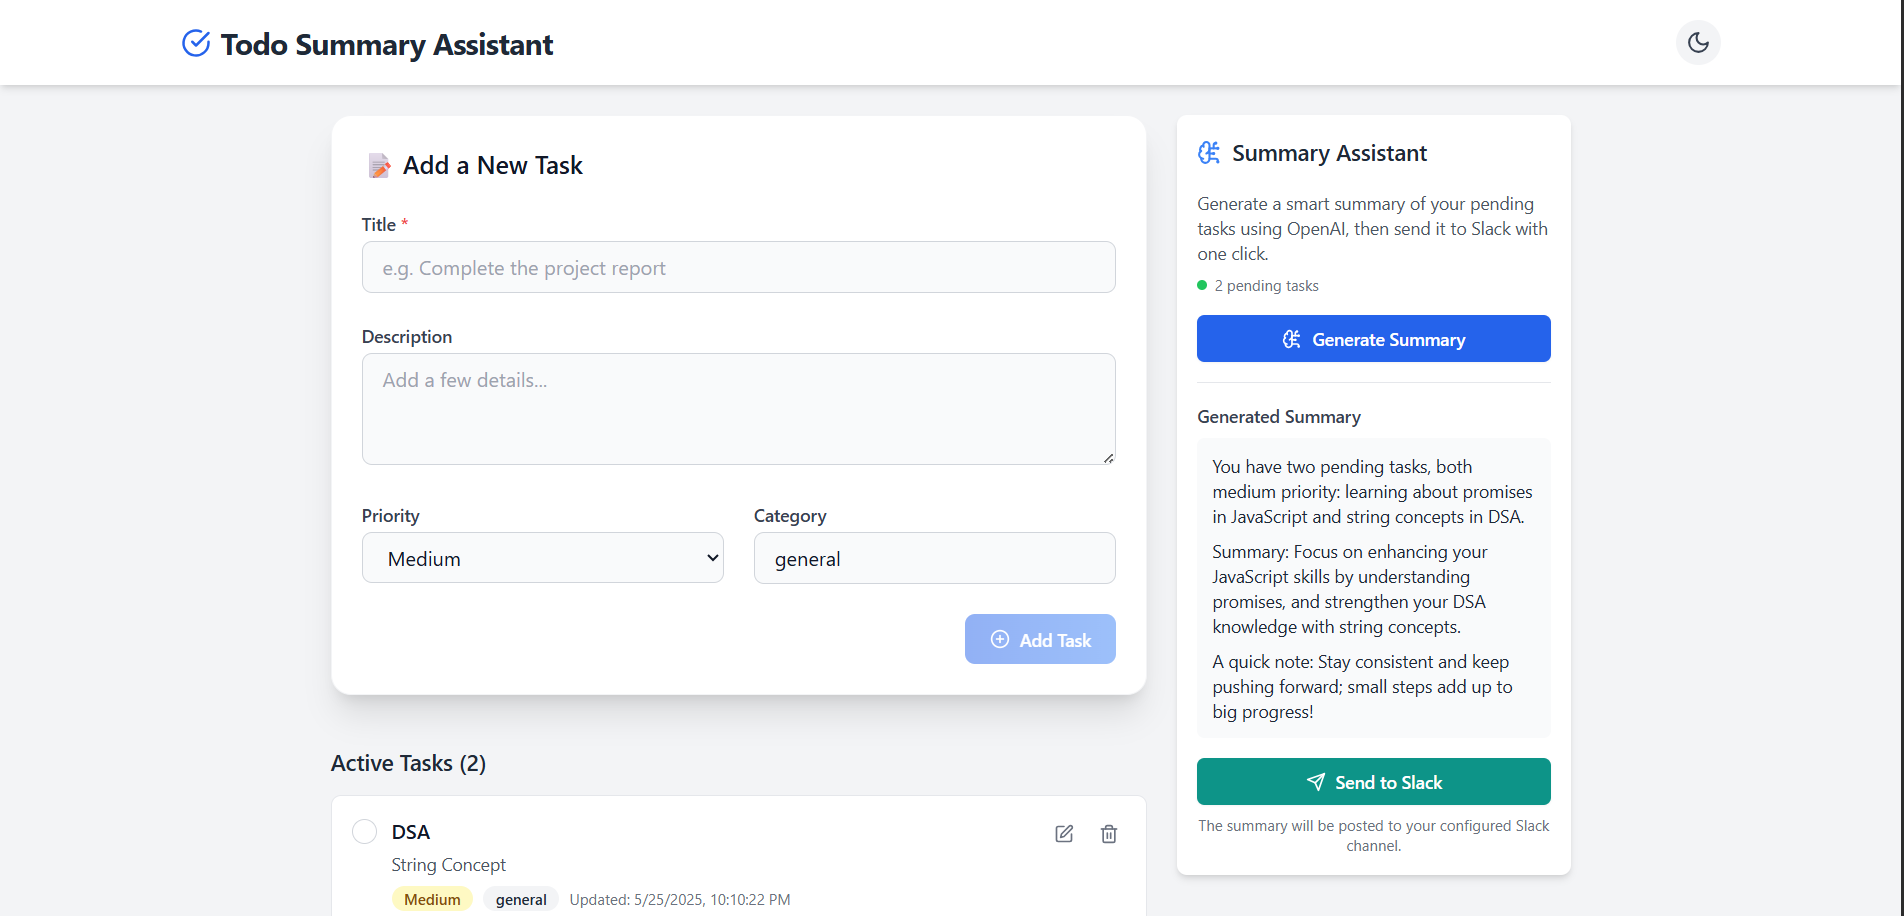 Todo Summary Assistant
Add a New Task
Title *
e.g. Complete the project report
Description
Add a few details...
Priority
Category
Medium
general
Add Task
Active Tasks (2)
DSA
String Concept
Medium
general
Updated: 5/25/2025, 10:10:22 PM
Summary Assistant
Generate a smart summary of your pending
tasks using OpenAI, then send it to Slack with
one click.
2 pending tasks
Generate Summary
Generated Summary
You have two pending tasks, both
medium priority: learning about promises
in JavaScript and string concepts in DSA.
Summary: Focus on enhancing your
JavaScript skills by understanding
promises, and strengthen your DSA
knowledge with string concepts.
A quick note: Stay consistent and keep
pushing forward; small steps add up to
big progress!
Send to Slack
The summary will be posted to your configured Slack
channel.